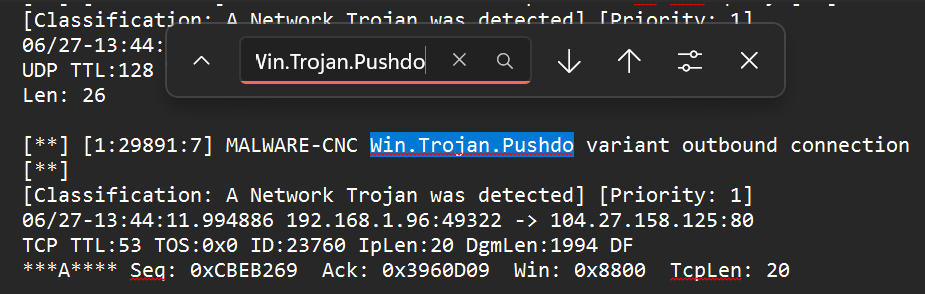 [Classification: A Network Trojan was detected] [Priority: 1]
06/27-13:44:
Vin.Trojan.Pushdo
UDP TTL:128
Len: 26
[**] [1:29891:7] MALWARE-CNC Win.Trojan.Pushdo variant outbound connection
[**]
[Classification: A Network Trojan was detected] [Priority: 1]
06/27-13:44:11.994886 192.168.1.96:49322 -> 104.27.158.125:80
TCP TTL:53 TOS:0x0 ID:23760 IpLen:20 DgmLen:1994 DF
***A**** Seq: 0xCBEB269  Ack: 0x3960D09  Win: 0x8800  TcpLen: 20